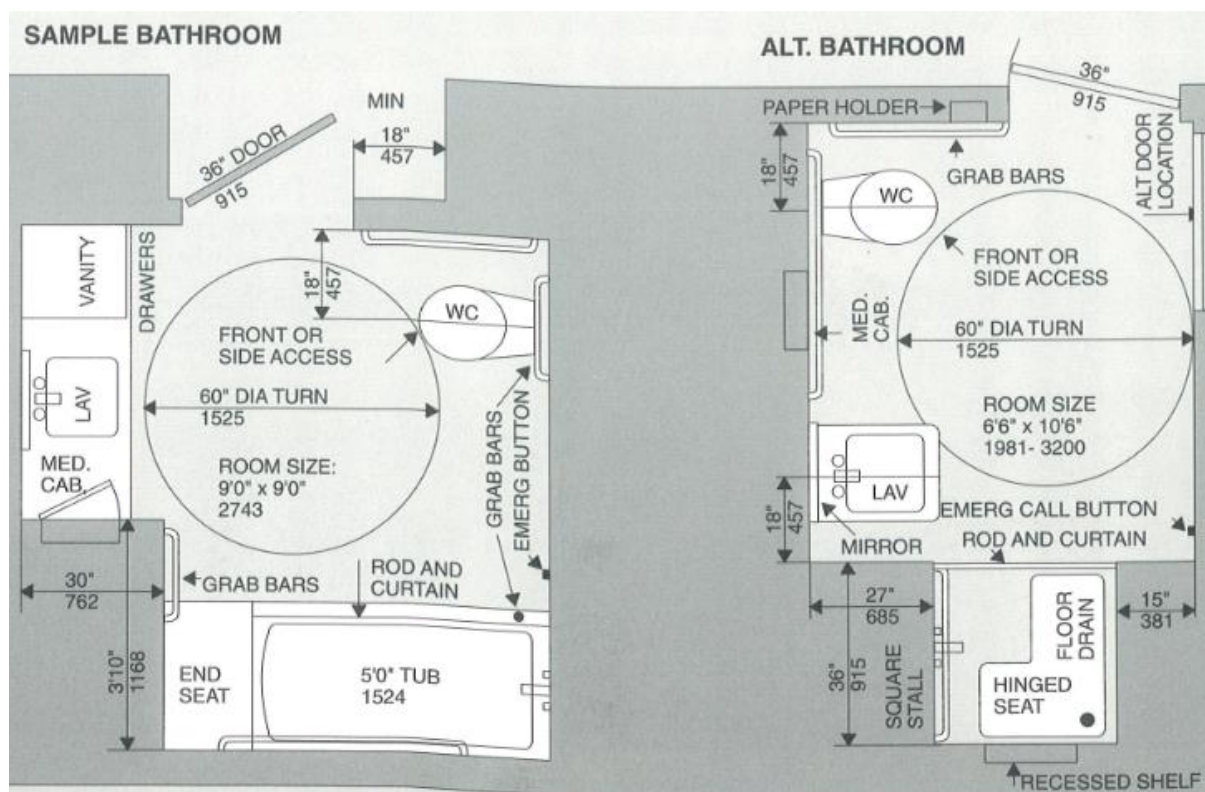 SAMPLE BATHROOM
36" DOOR
915
MIN
18"
457
VANITY
DRAWERS
18"
457
WC
FRONT OR
SIDE ACCESS
LAV
60" DIA TURN
1525
MED.
CAB.
ROOM SIZE:
9'0" x 9'0"
2743
GRAB BARS
EMERG BUTTON
30"
762
GRAB BARS
ROD AND
CURTAIN
3'10"
1168
END
SEAT
5'0" TUB
1524
ALT. BATHROOM
36"
915
PAPER HOLDER
18"
457
GRAB BARS
ALT DOOR
LOCATION
WC
FRONT OR
SIDE ACCESS
MED.
CAB.
60" DIA TURN
1525
ROOM SIZE
6'6" x 10'6"
1981- 3200
LAV
18"
457
EMERG CALL BUTTON
MIRROR
ROD AND CURTAIN
27"
685
15"
381
36"
915
SQUARE
STALL
FLOOR
DRAIN
HINGED
SEAT
RECESSED SHELF